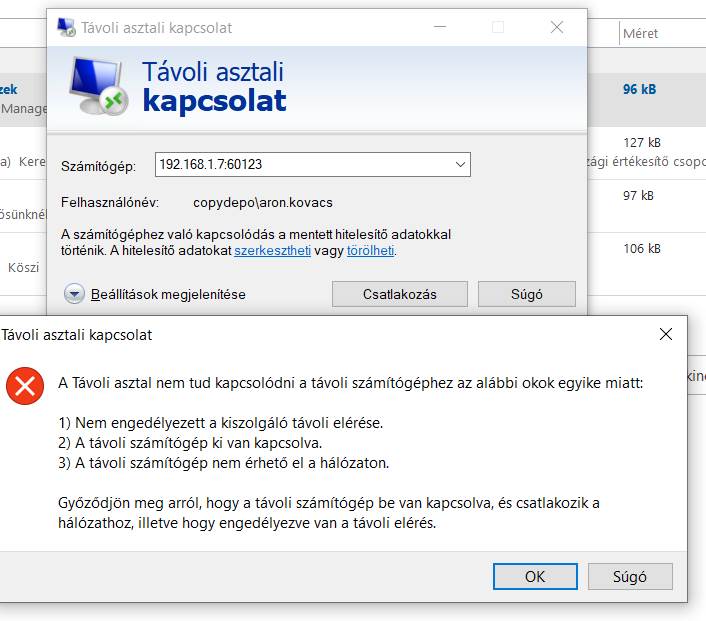 Távoli asztali kapcsolat
Méret
Távoli asztali
kapcsolat
zek
96 kB
Manage
Számítógép:
192.168.1.7:60123
127 kB
a) Kere
zági értékesítő csopo
Felhasználónév:
copydepo\aron.kovacs
97 kB
ősünknél
A számítógéphez való kapcsolódás a mentett hitelesítő adatokkal
történik. A hitelesítő adatokat szerkesztheti vagy törölheti.
106 kB
Köszi
Beállítások megjelenítése
Csatlakozás
Súgó
Távoli asztali kapcsolat
A Távoli asztal nem tud kapcsolódni a távoli számítógéphez az alábbi okok egyike miatt:
kine
1) Nem engedélyezett a kiszolgáló távoli elérése.
2) A távoli számítógép ki van kapcsolva.
3) A távoli számítógép nem érhető el a hálózaton.
Győződjön meg arról, hogy a távoli számítógép be van kapcsolva, és csatlakozik a
hálózathoz, illetve hogy engedélyezve van a távoli elérés.
OK
Súgó